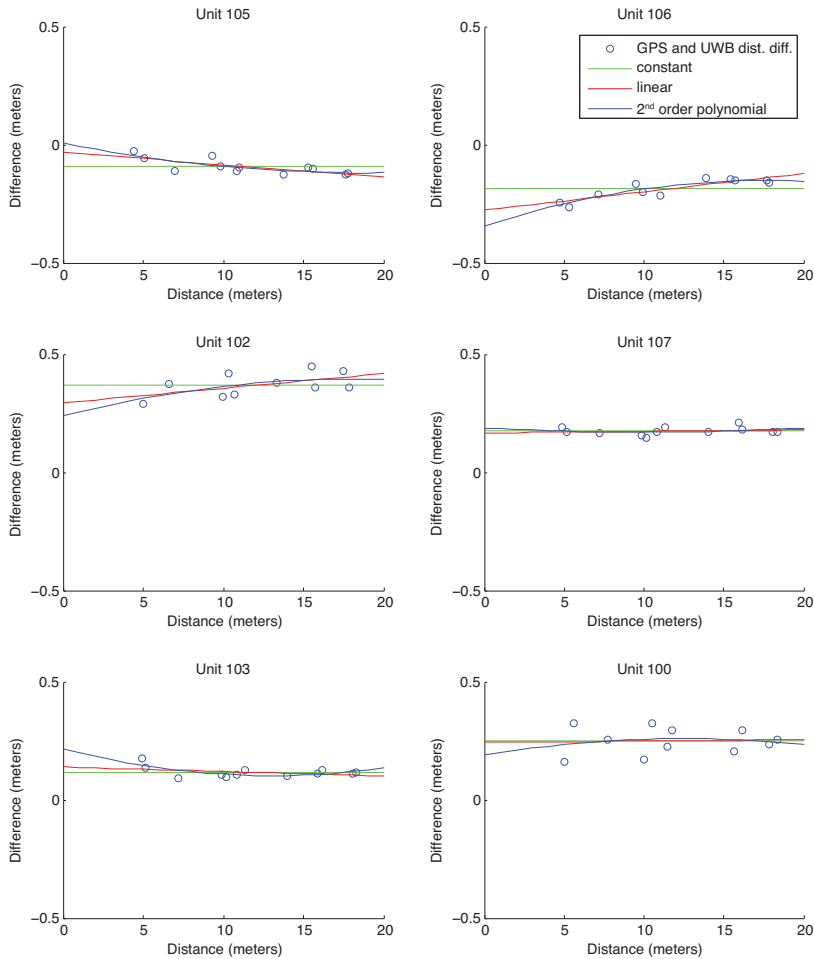 Unit 105
0.5
0
−0.5
0
5
10
15
20
Difference (meters)
Distance (meters)
Unit 106
0.5
0
−0.5
0
5
10
15
20
Difference (meters)
Distance (meters)
GPS and UWB dist. diff.
constant
linear
2nd order polynomial
Unit 102
0.5
0
−0.5
0
5
10
15
20
Difference (meters)
Distance (meters)
Unit 107
0.5
0
−0.5
0
5
10
15
20
Difference (meters)
Distance (meters)
Unit 103
0.5
0
−0.5
0
5
10
15
20
Difference (meters)
Distance (meters)
Unit 100
0.5
0
−0.5
0
5
10
15
20
Difference (meters)
Distance (meters)